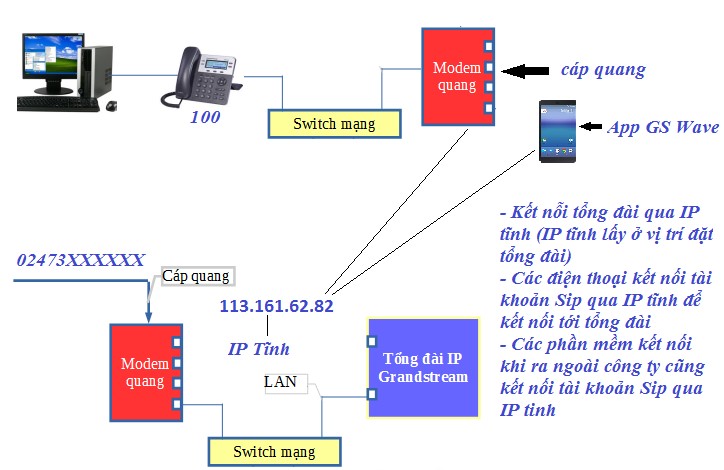 Modem
quang
cáp quang
100
Switch mạng
App GS Wave
- Kết nỗi tổng đài qua IP
tĩnh (IP tĩnh lấy ở vị trí đặt
tổng đài)
- Các điện thoại kết nối tài
khoản Sip qua IP tĩnh để
kết nối tới tổng đài
- Các phần mềm kết nối
khi ra ngoài công ty cũng
kết nối tài khoản Sip qua
IP tinh
02473XXXXXX
Cáp quang
113.161.62.82
IP Tĩnh
Modem
quang
LAN
Tổng đài IP
Grandstream
Switch mạng